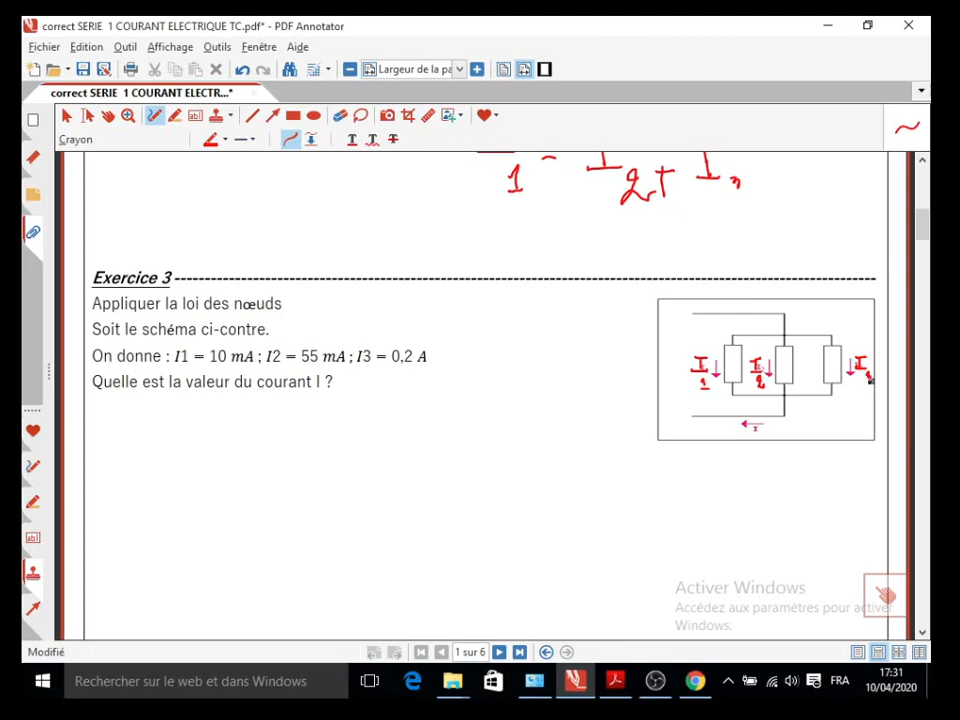 correct SERIE 1 COURANT ELECTRIQUE TC.pdf* - PDF Annotator
Fichier Edition Outil Affichage Outils Fenêtre Aide
Largeur de la pa
correct SERIE 1 COURANT ELECTR...*
Crayon
1 = I2 + I
Exercice 3
Appliquer la loi des nœuds
Soit le schéma ci-contre.
On donne : I1 = 10 mA ; I2 = 55 mA ; I3 = 0,2 A
Quelle est la valeur du courant I ?
I1 I2 I
I
Activer Windows
Accédez aux paramètres pour activer
Windows.
Modifié
1 sur 6
Rechercher sur le web et dans Windows
FRA
17:31
10/04/2020